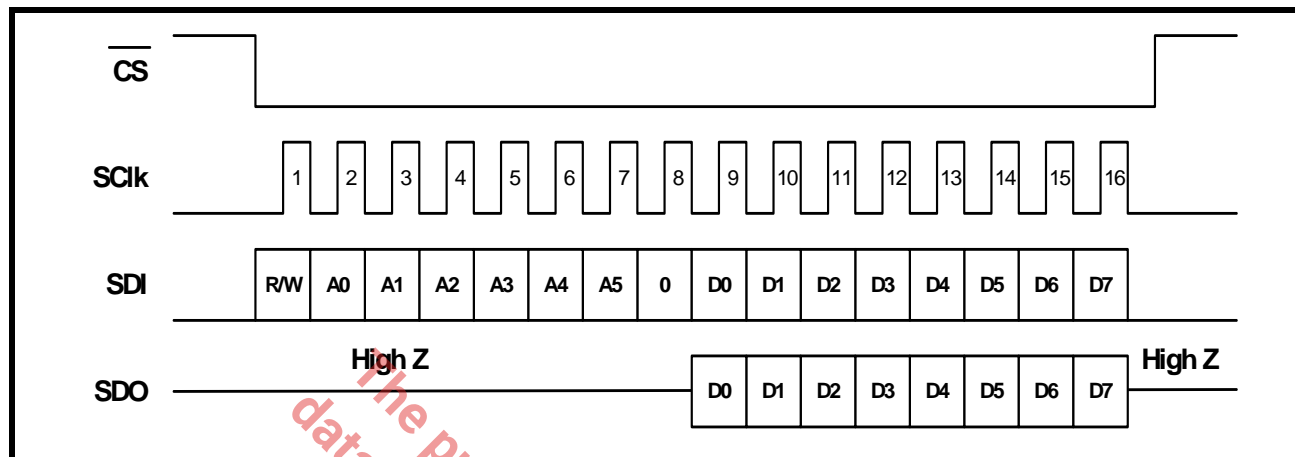 CS
SClk 1 2 3 4 5 6 7 8 9 10 11 12 13 14 15 16
SDI R/W A0 A1 A2 A3 A4 A5 0 D0 D1 D2 D3 D4 D5 D6 D7
High Z High Z
SDO D0 D1 D2 D3 D4 D5 D6 D7
The